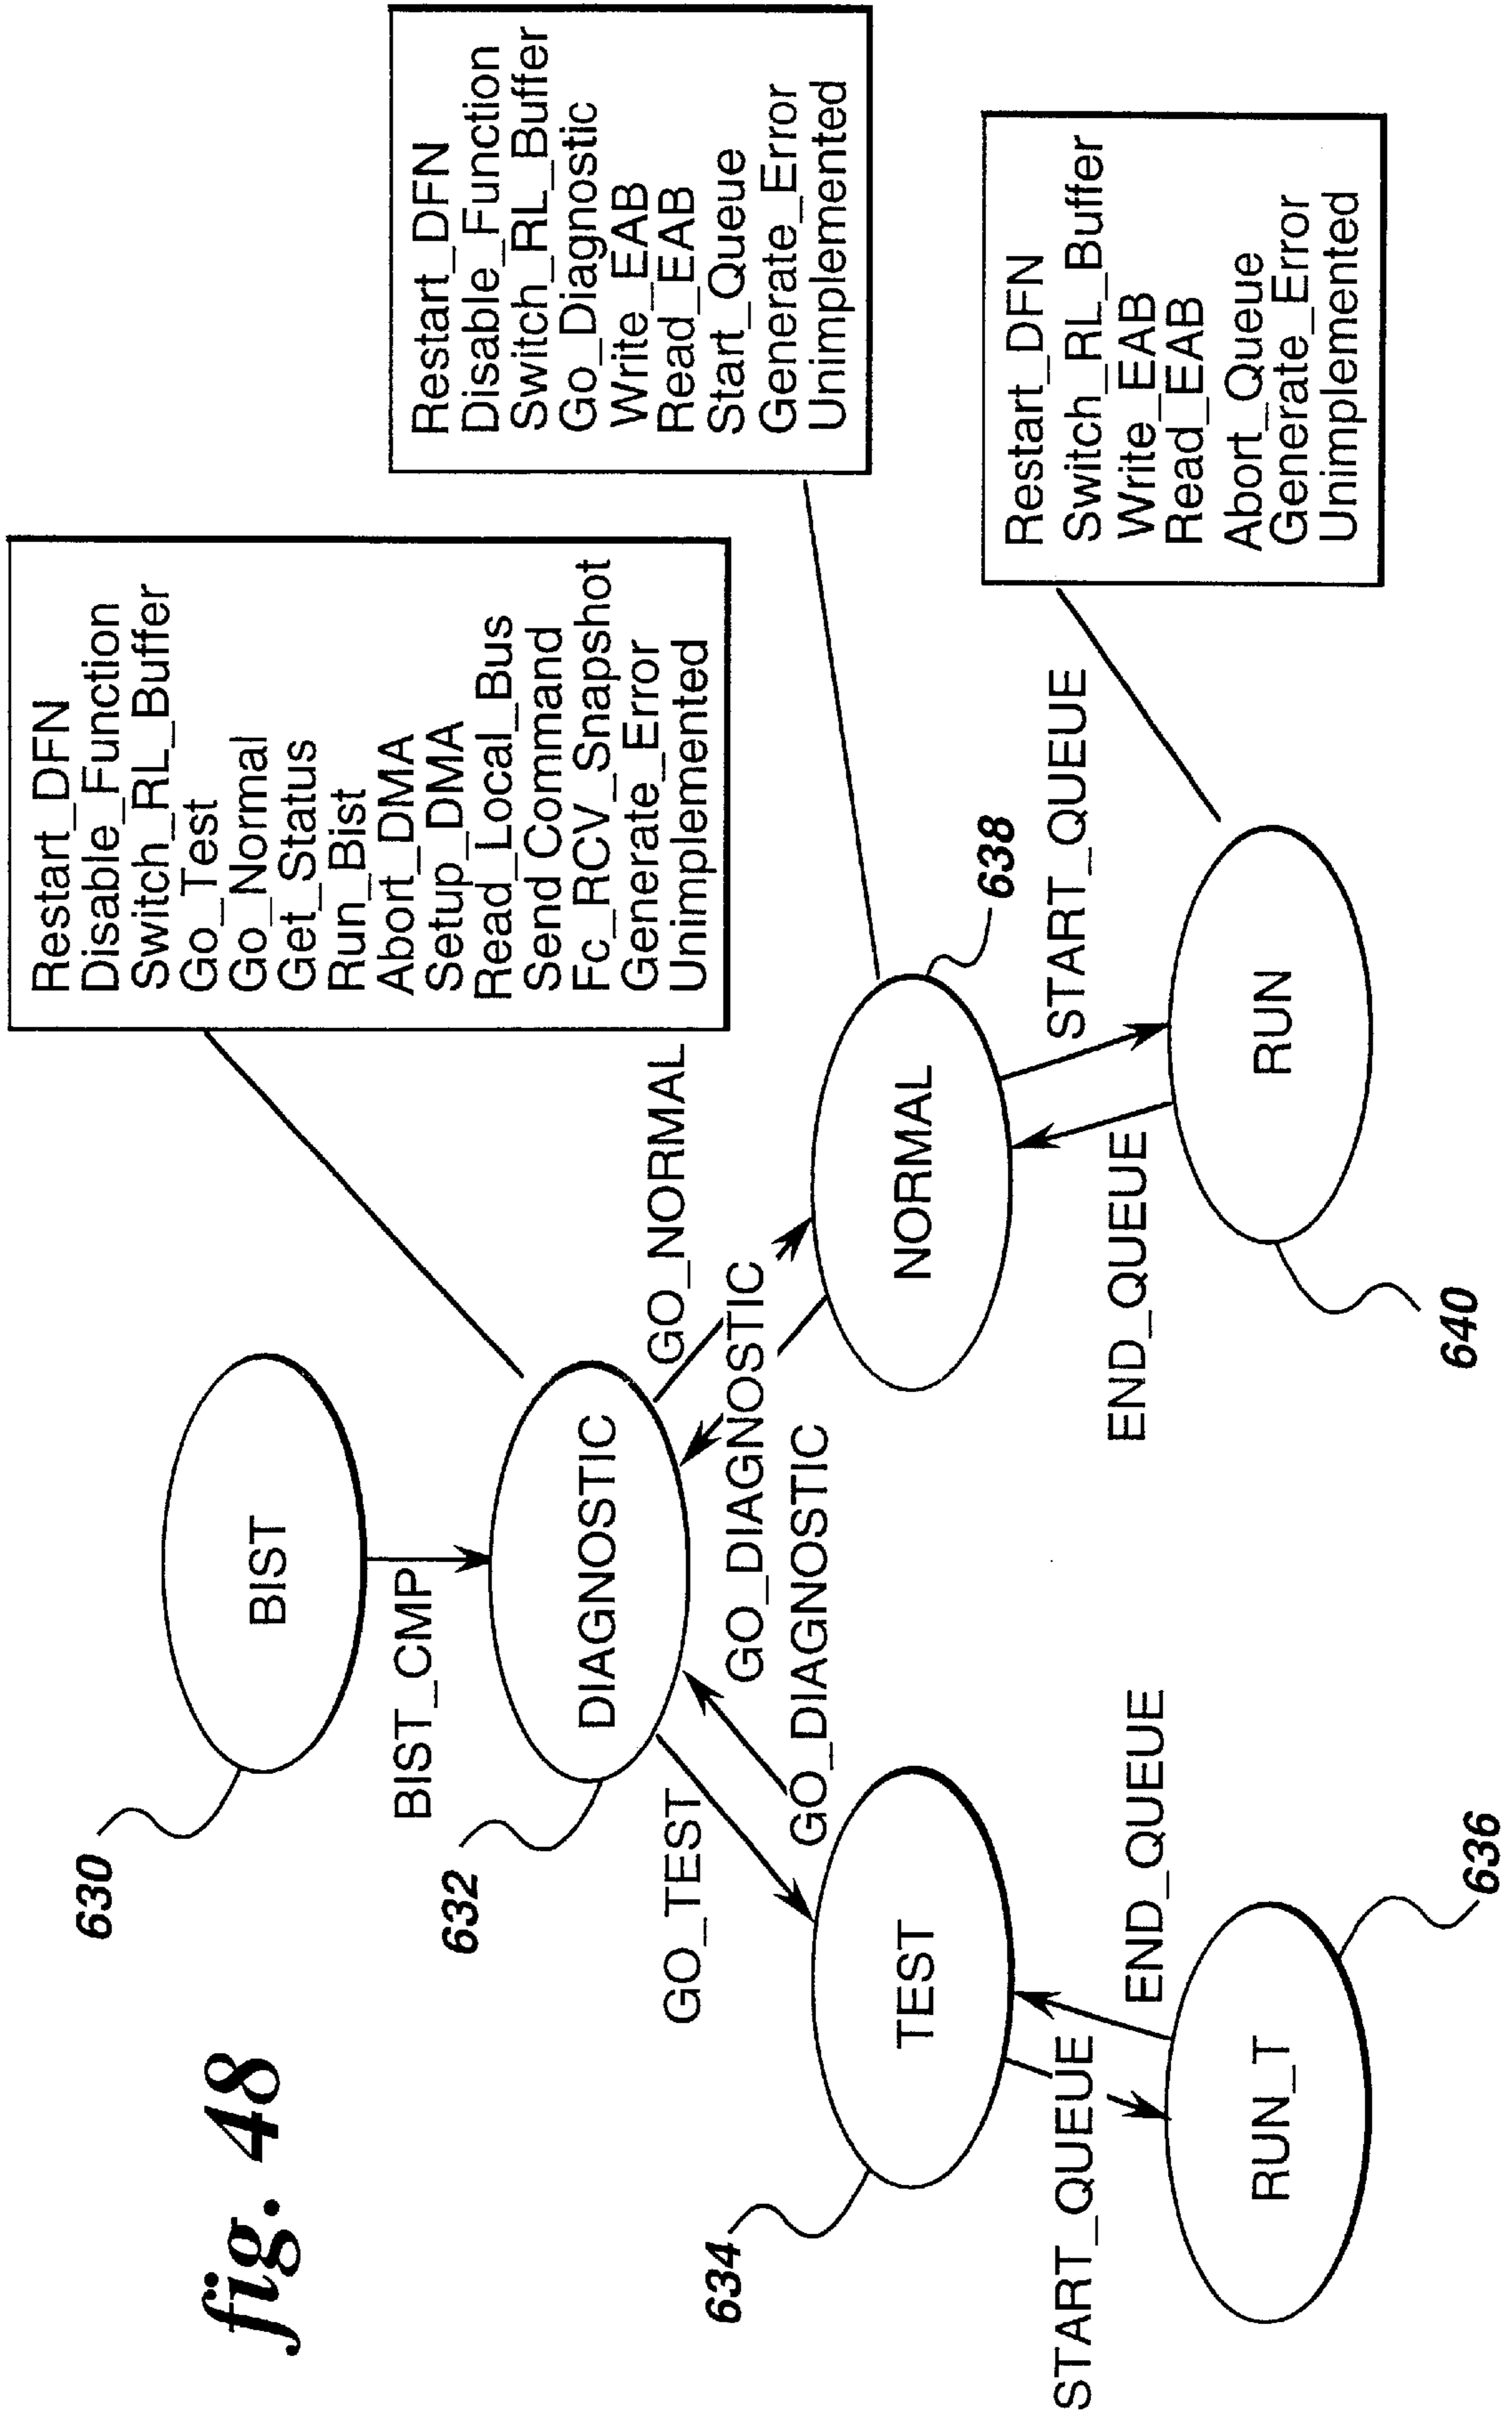 fig. 48
630
BIST
BIST_CMP
632
DIAGNOSTIC
Restart_DFN
Disable_Function
Switch_RL_Buffer
Go_Test
Go_Normal
Get_Status
Run_Bist
Abort_DMA
Setup_DMA
Read_Local_Bus
Send Command
Fc_RCV_Snapshot
Generate_Error
Unimplemented
Restart_DFN
Disable_Function
Switch_RL_Buffer
Go_Diagnostic
Write_EAB
Read_EAB
Start_Queue
Generate_Error
Unimplemented
GO_TEST
GO_NORMAL
GO_DIAGNOSTIC
GO_DIAGNOSTIC
634
TEST
NORMAL
638
START_QUEUE
END_QUEUE
END_QUEUE
START_QUEUE
Restart_DFN
Switch_RL_Buffer
Write_EAB
Read_EAB
Abort_Queue
Generate_Error
Unimplemented
RUN_T
636
RUN
640